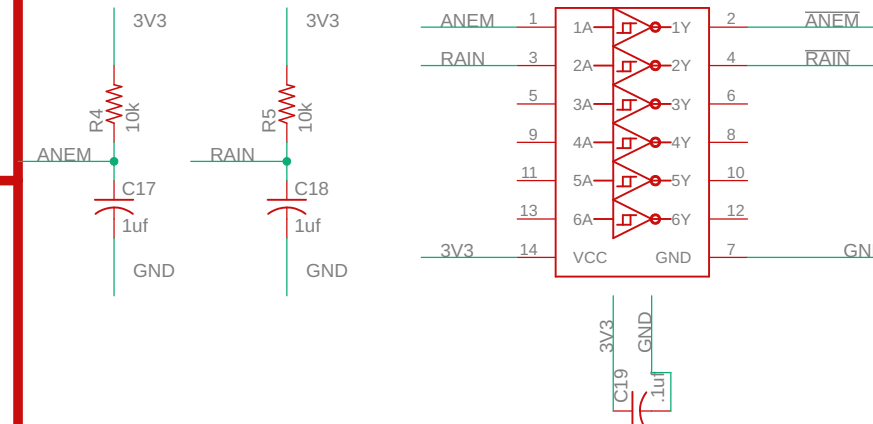 3V3
3V3
R4
10k
R5
10k
ANEM
RAIN
C17
1uf
C18
1uf
GND
GND
ANEM 1 1A 1Y 2 ANEM
RAIN 3 2A 2Y 4 RAIN
5 3A 3Y 6
9 4A 4Y 8
11 5A 5Y 10
13 6A 6Y 12
3V3 14 VCC GND 7 GN
3V3
GND
C19
.1uf